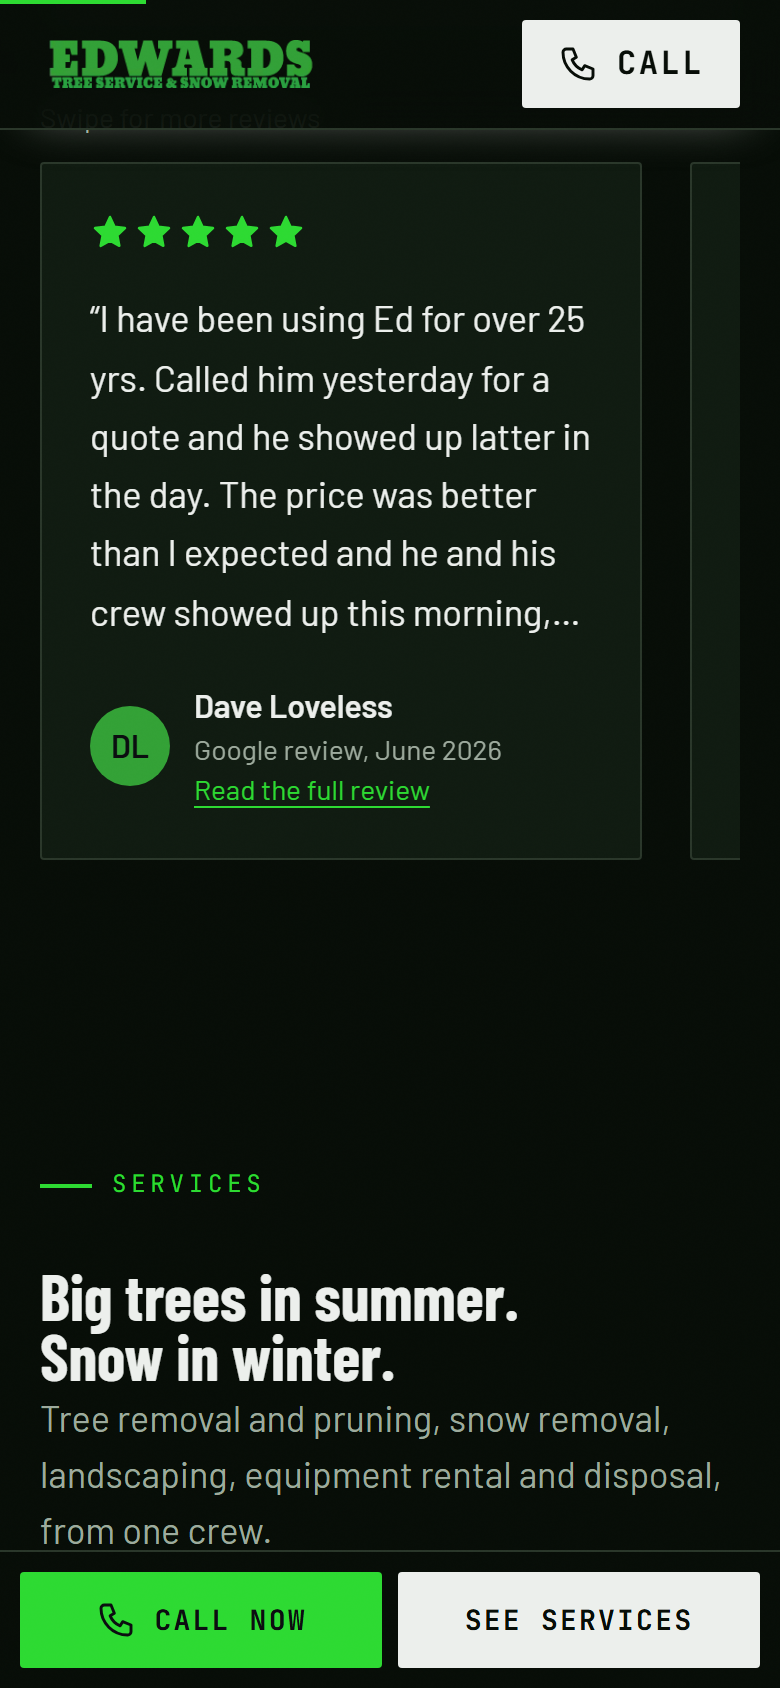 EDWARDS
TREE SERVICE & SNOW REMOVAL
CALL
Swipe for more reviews
“I have been using Ed for over 25
yrs. Called him yesterday for a
quote and he showed up latter in
the day. The price was better
than I expected and he and his
crew showed up this morning,...
DL
Dave Loveless
Google review, June 2026
Read the full review
SERVICES
Big trees in summer.
Snow in winter.
Tree removal and pruning, snow removal,
landscaping, equipment rental and disposal,
from one crew.
CALL NOW
SEE SERVICES